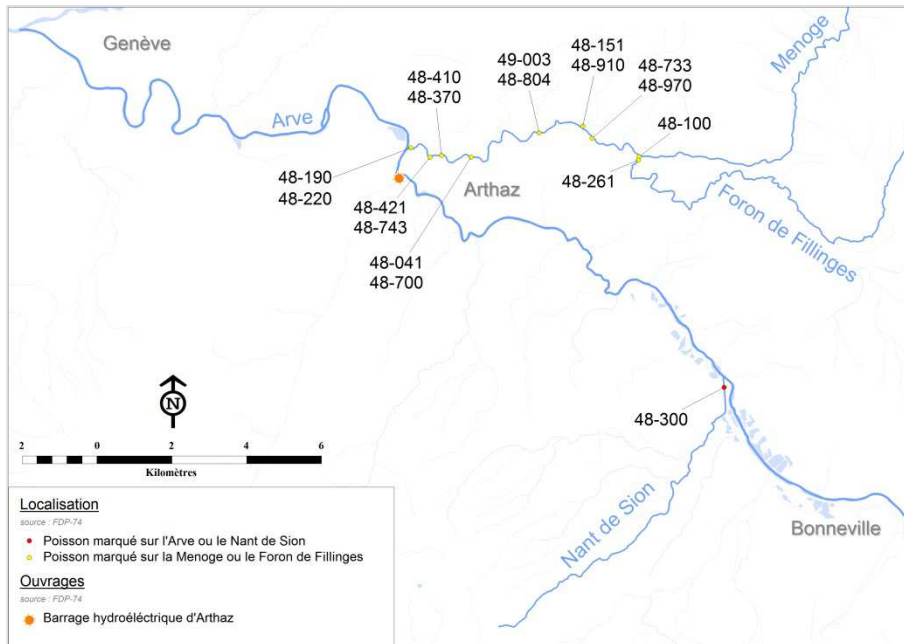 Genève
Menoge
48-151
48-910
49-003
48-804
48-733
48-970
48-410
48-370
Arve
48-100
48-190
48-220
Arthaz
48-261
48-421
48-743
Foron de Fillinges
48-041
48-700
N
48-300
2 0 2 4 6
Kilomètres
Nant de Sion
Bonneville
Localisation
source : FDP-74
Poisson marqué sur l'Arve ou le Nant de Sion
Poisson marqué sur la Menoge ou le Foron de Fillinges
Ouvrages
source : FDP-74
Barrage hydroéléctrique d'Arthaz